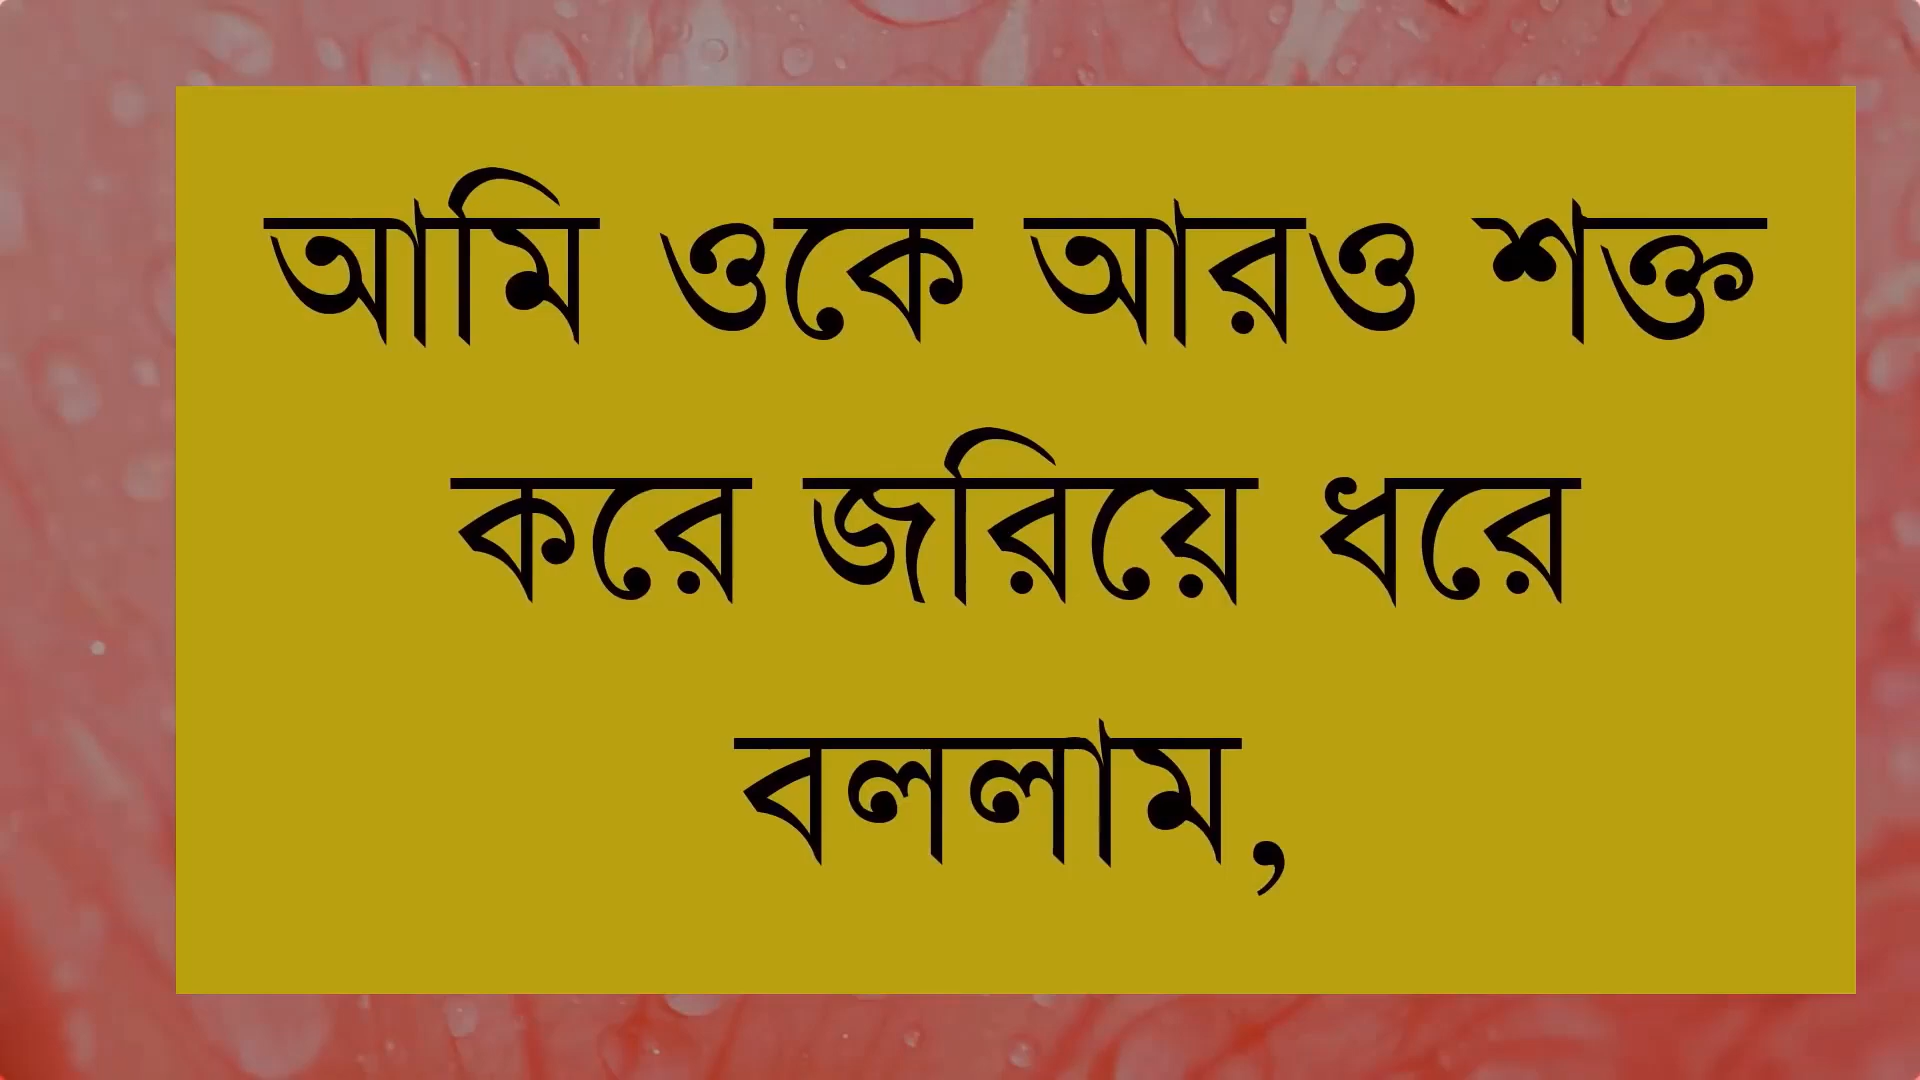 আমি ওকে আরও শক্ত
করে জরিয়ে ধরে
বললাম,